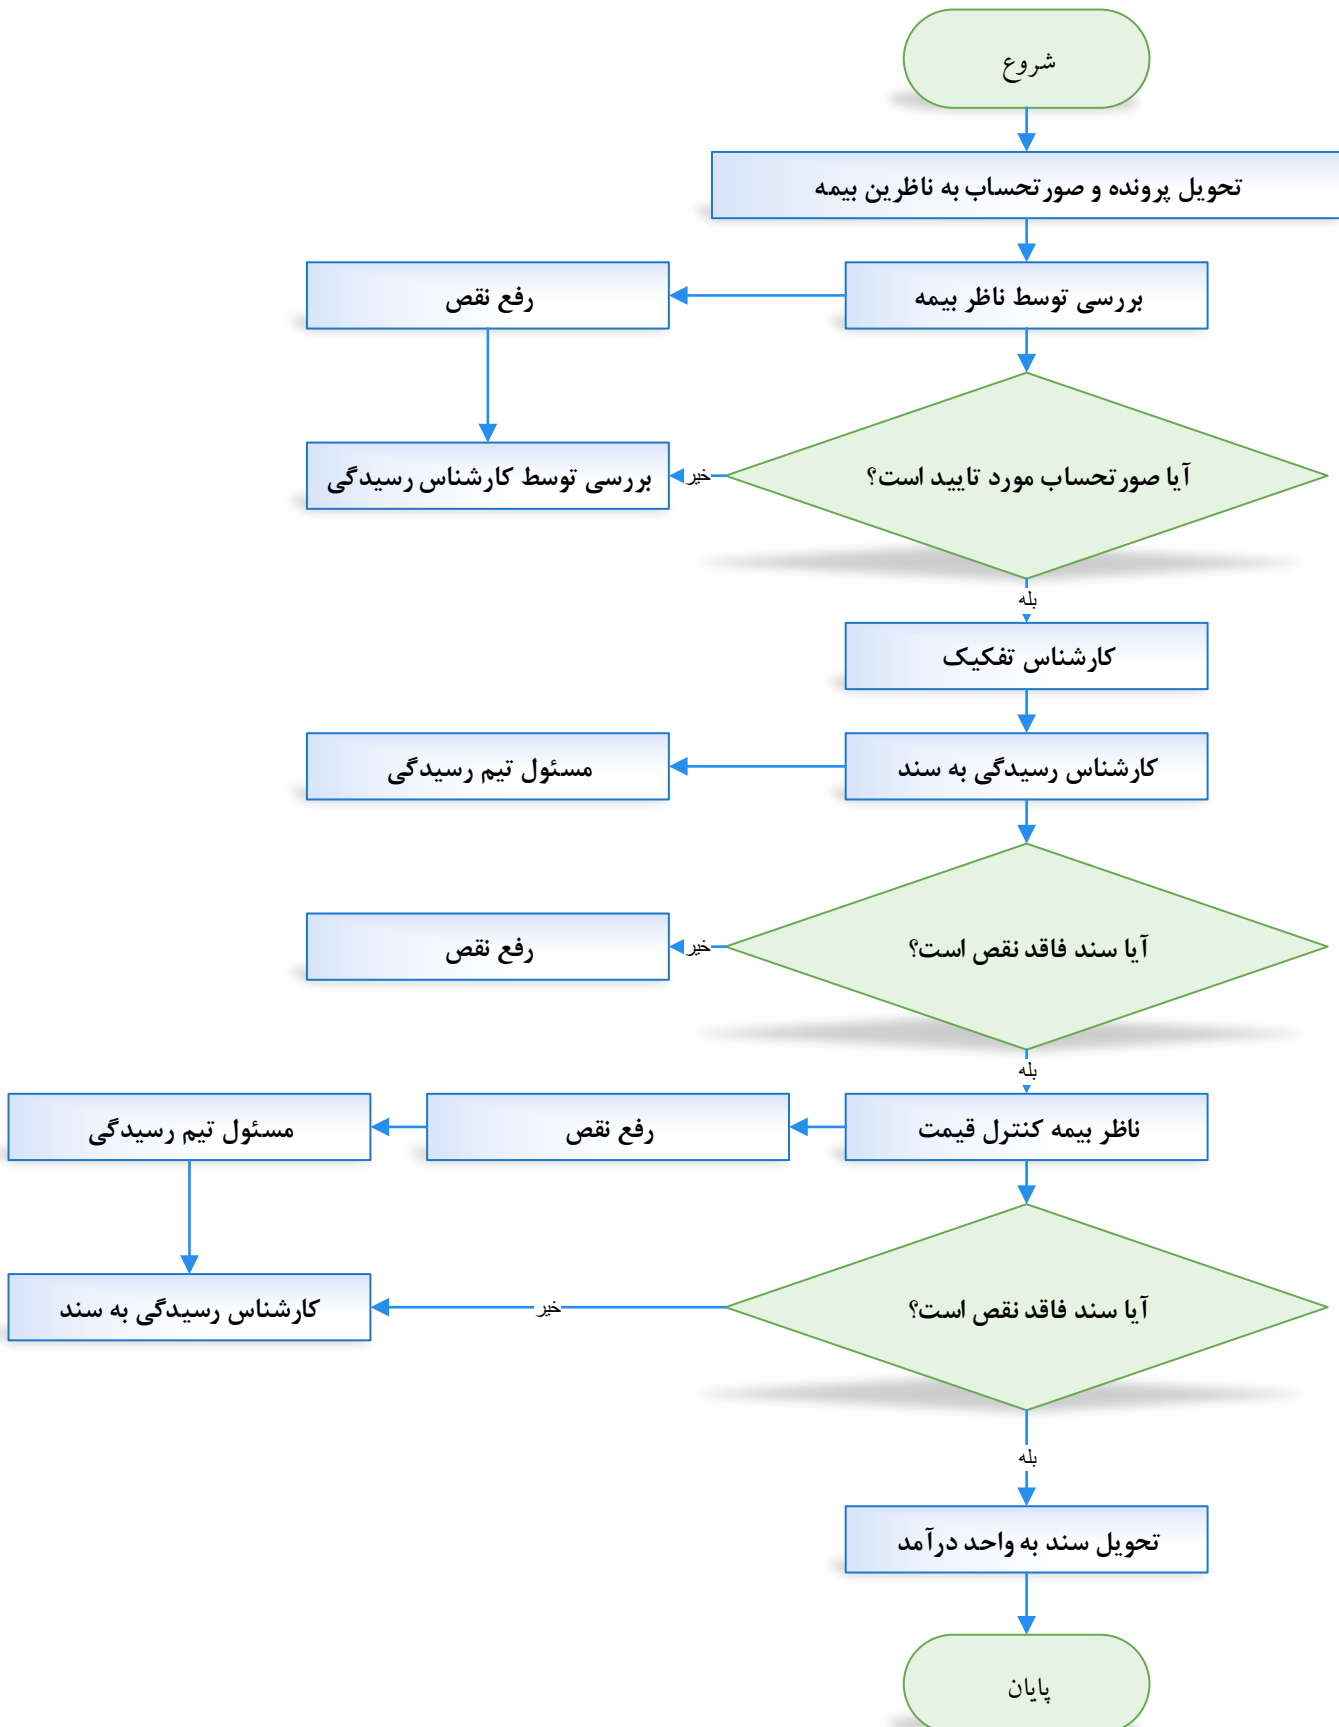 شروع
تحویل پرونده و صورتحساب به ناظرین بیمه
بررسی توسط ناظر بیمه
رفع نقص
آیا صورتحساب مورد تایید است؟
خیر
بررسی توسط کارشناس رسیدگی
بله
کارشناس تفکیک
کارشناس رسیدگی به سند
مسئول تیم رسیدگی
آیا سند فاقد نقص است؟
خیر
رفع نقص
بله
ناظر بیمه کنترل قیمت
رفع نقص
مسئول تیم رسیدگی
آیا سند فاقد نقص است؟
خیر
کارشناس رسیدگی به سند
بله
تحویل سند به واحد درآمد
پایان